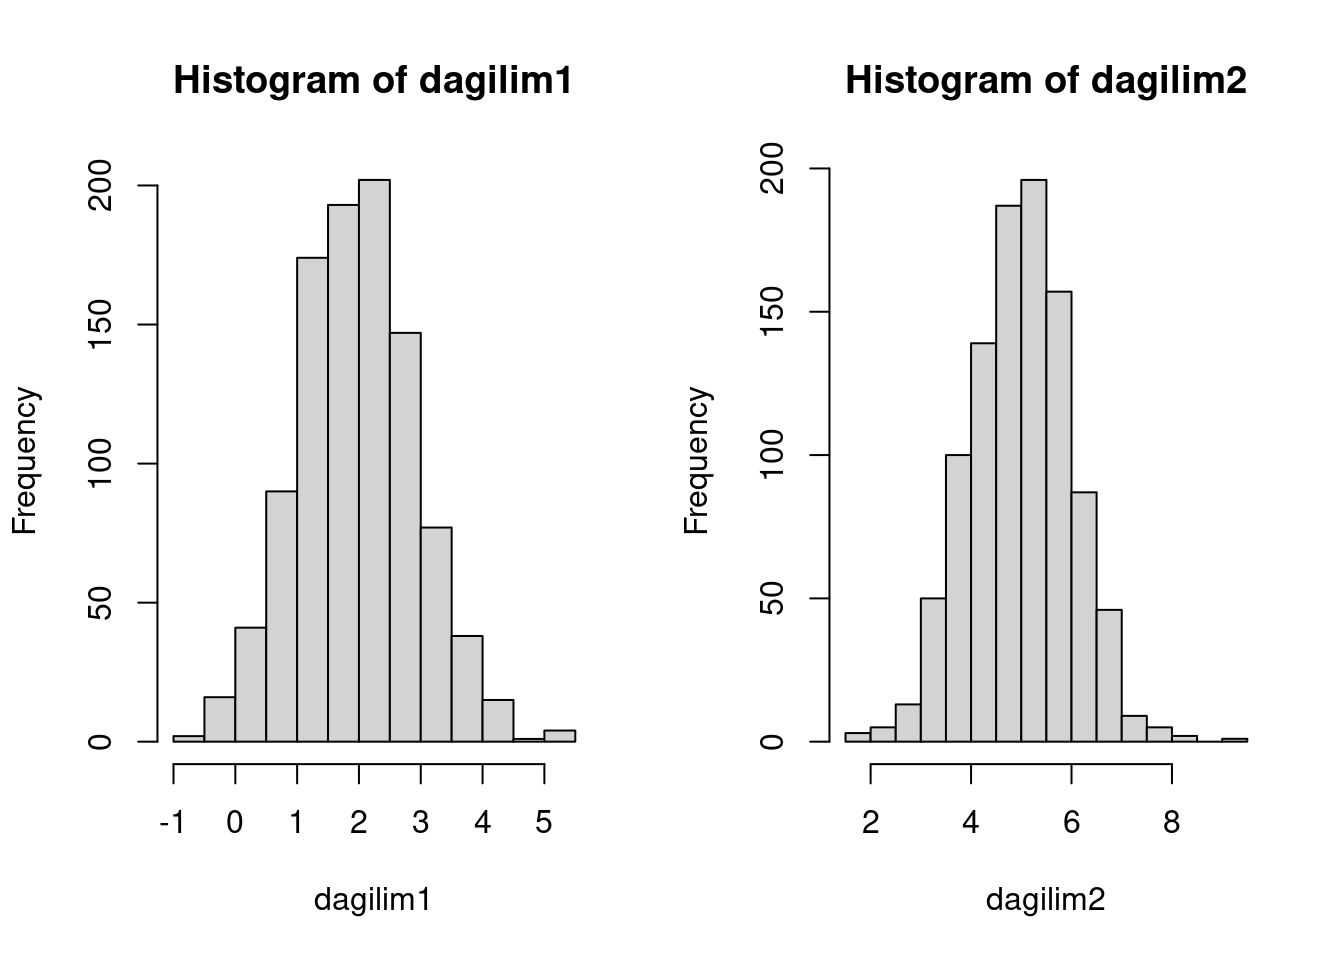 Histogram of dagilim1
Frequency
200
150
100
50
0
-1 0 1 2 3 4 5
dagilim1
Histogram of dagilim2
Frequency
200
150
100
50
0
2 4 6 8
dagilim2